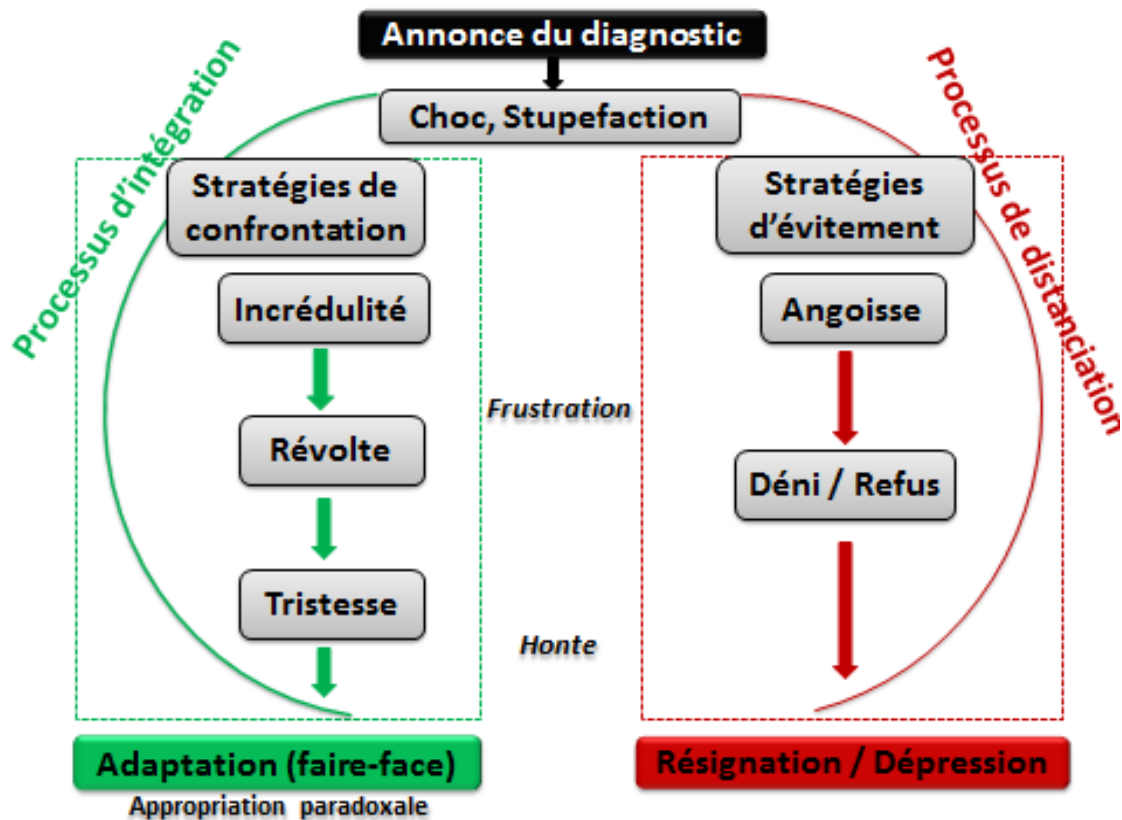 Annonce du diagnostic
Choc, Stupefaction
Processus d'intégration
Processus de distanciation
Stratégies de
confrontation
Incrédulité
Révolte
Tristesse
Frustration
Honte
Stratégies
d'évitement
Angoisse
Déni / Refus
Adaptation (faire-face)
Appropriation paradoxale
Résignation / Dépression